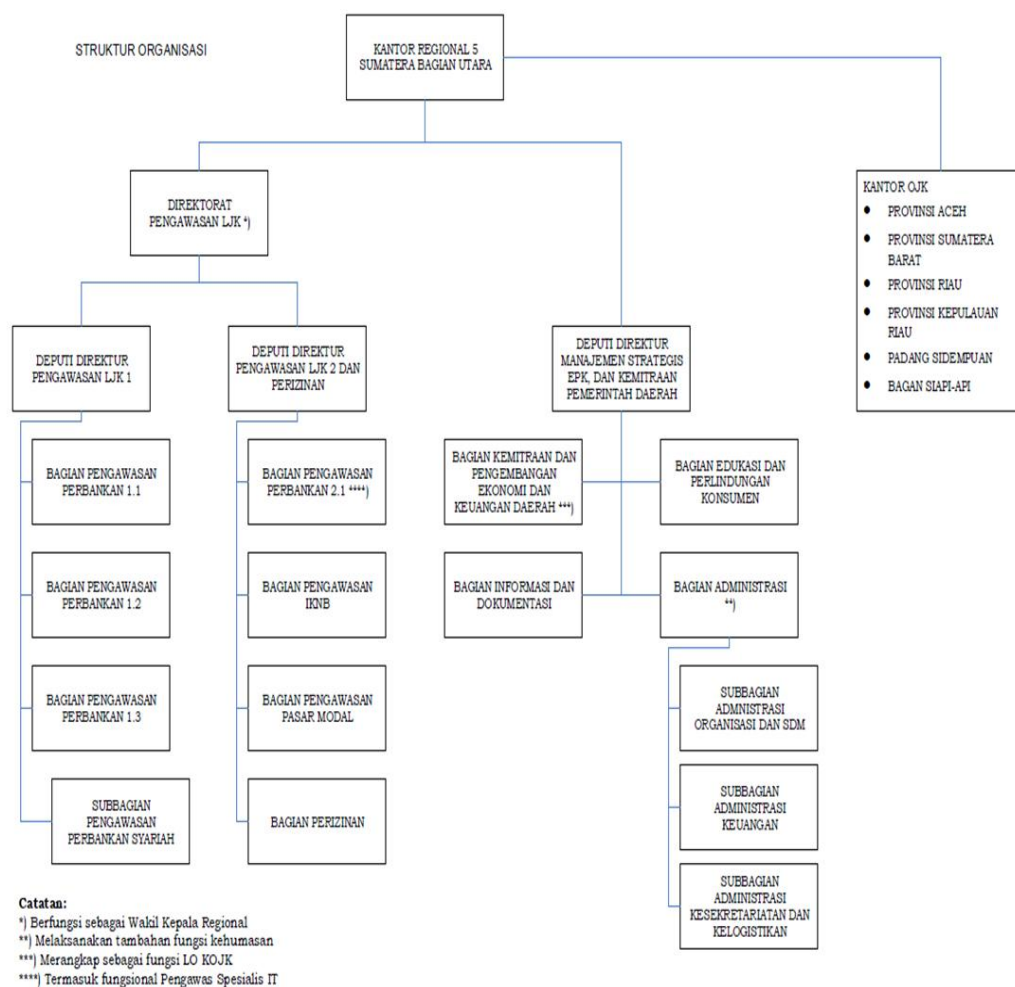 STRUKTUR ORGANISASI
KANTOR REGIONAL 5
SUMATERA BAGIAN UTARA
DIREKTORAT
PENGAWASAN LJK *)
KANTOR OJK
● PROVINSI ACEH
● PROVINSI SUMATERA
BARAT
● PROVINSI RIAU
● PROVINSI KEPULAUAN
RIAU
● PADANG SIDEMPUAN
● BAGAN SIAPI-API
DEPUTI DIREKTUR
PENGAWASAN LJK 1
DEPUTI DIREKTUR
PENGAWASAN LJK 2 DAN
PERIZINAN
DEPUTI DIREKTUR
MANAJEMEN STRATEGIS
EPK, DAN KEMITRAAN
PEMERINTAH DAERAH
BAGIAN PENGAWASAN
PERBANKAN 1.1
BAGIAN PENGAWASAN
PERBANKAN 1.2
BAGIAN PENGAWASAN
PERBANKAN 1.3
SUBBAGIAN
PENGAWASAN
PERBANKAN SYARIAH
BAGIAN PENGAWASAN
PERBANKAN 2.1 ****)
BAGIAN PENGAWASAN
IKNB
BAGIAN PENGAWASAN
PASAR MODAL
BAGIAN PERIZINAN
BAGIAN KEMITRAAN DAN
PENGEMBANGAN
EKONOMI DAN
KEUANGAN DAERAH ***)
BAGIAN EDUKASI DAN
PERLINDUNGAN
KONSUMEN
BAGIAN INFORMASI DAN
DOKUMENTASI
BAGIAN ADMINISTRASI
**)
SUBBAGIAN
ADMNISTRASI
ORGANISASI DAN SDM
SUBBAGIAN
ADMINISTRASI
KEUANGAN
SUBBAGIAN
ADMINISTRASI
KESEKRETARIATAN DAN
KELOGISTIKAN
Catatan:
*) Berfungsi sebagai Wakil Kepala Regional
**) Melaksanakan tambahan fungsi kehumasan
***) Merangkap sebagai fungsi LO KOJK
****) Termasuk fungsional Pengawas Spesialis IT